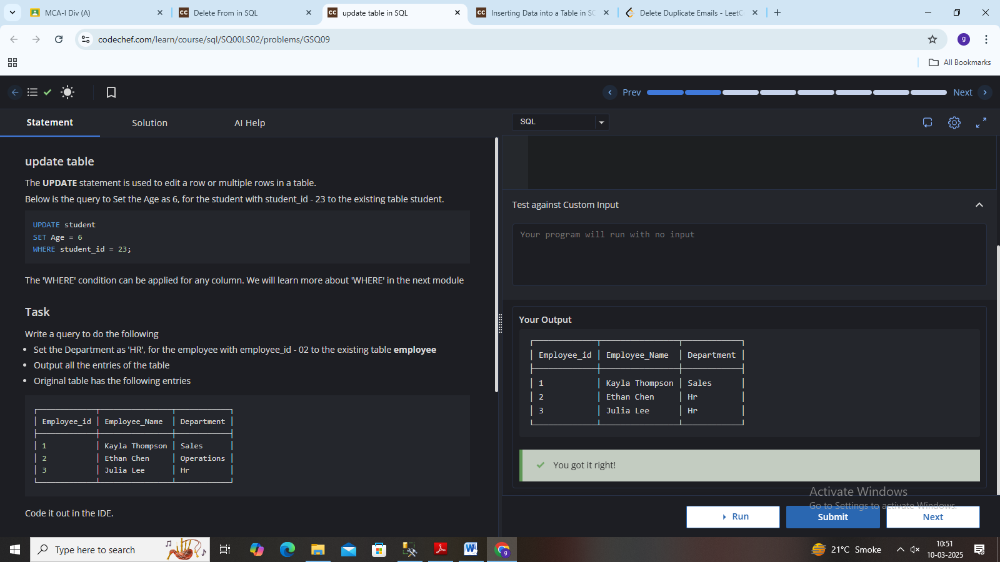 MCA-I Div (A)
Delete From in SQL
update table in SQL
Inserting Data into a Table in SQ
Delete Duplicate Emails - LeetCo
codechef.com/learn/course/sql/SQ00LS02/problems/GSQ09
g
All Bookmarks
Prev
Next
Statement
Solution
AI Help
SQL
update table
The UPDATE statement is used to edit a row or multiple rows in a table.
Below is the query to Set the Age as 6, for the student with student_id - 23 to the existing table student.
UPDATE student
SET Age = 6
WHERE student_id = 23;
The 'WHERE' condition can be applied for any column. We will learn more about 'WHERE' in the next module
Task
Write a query to do the following
• Set the Department as 'HR', for the employee with employee_id - 02 to the existing table employee
• Output all the entries of the table
• Original table has the following entries
Employee_id Employee_Name Department
1 Kayla Thompson Sales
2 Ethan Chen Operations
3 Julia Lee Hr
Code it out in the IDE.
Test against Custom Input
Your program will run with no input
Your Output
Employee_id Employee_Name Department
1 Kayla Thompson Sales
2 Ethan Chen Hr
3 Julia Lee Hr
You got it right!
Activate Windows
Go to Settings to activate Windows.
Run
Submit
Next
Type here to search
21°C Smoke
10:51
10-03-2025